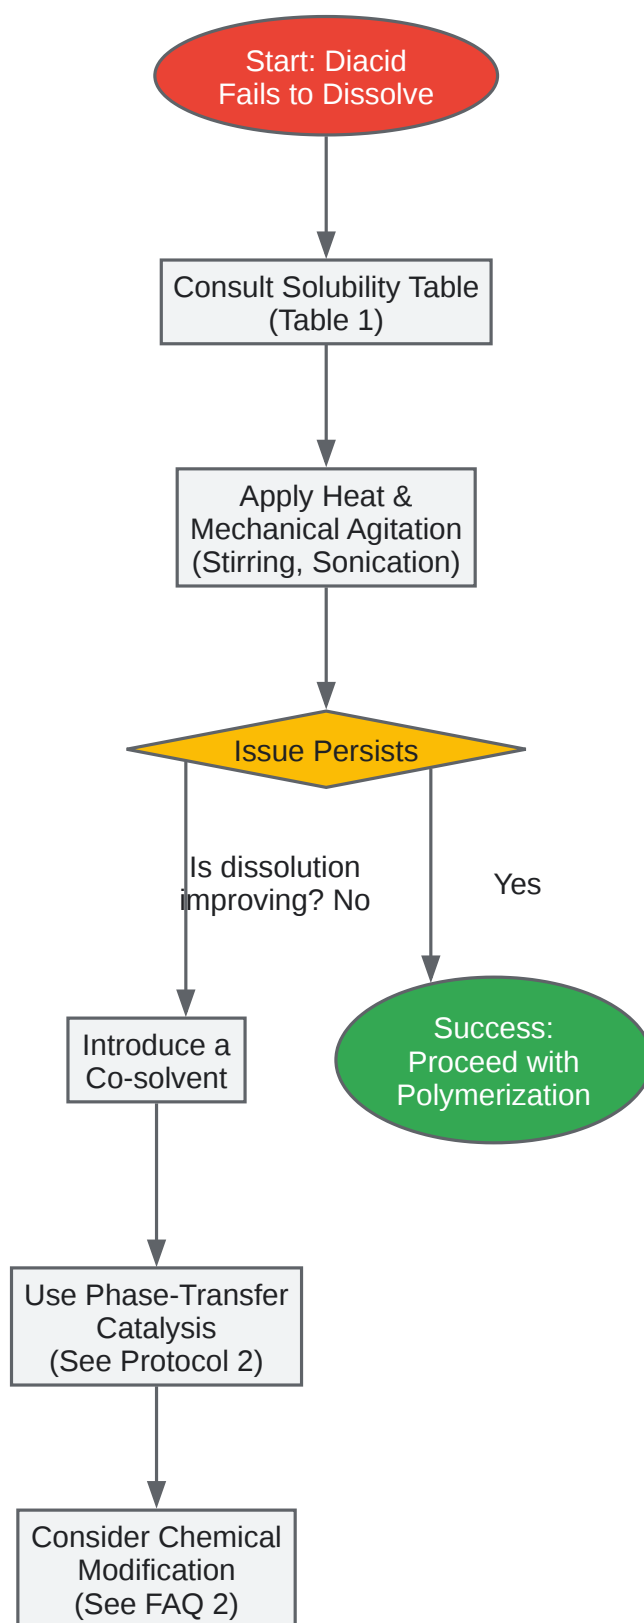 Start: Diacid
Fails to Dissolve
Consult Solubility Table
(Table 1)
Apply Heat &
Mechanical Agitation
(Stirring, Sonication)
Issue Persists
Is dissolution
improving? No
Yes
Introduce a
Co-solvent
Success:
Proceed with
Polymerization
Use Phase-Transfer
Catalysis
(See Protocol 2)
Consider Chemical
Modification
(See FAQ 2)